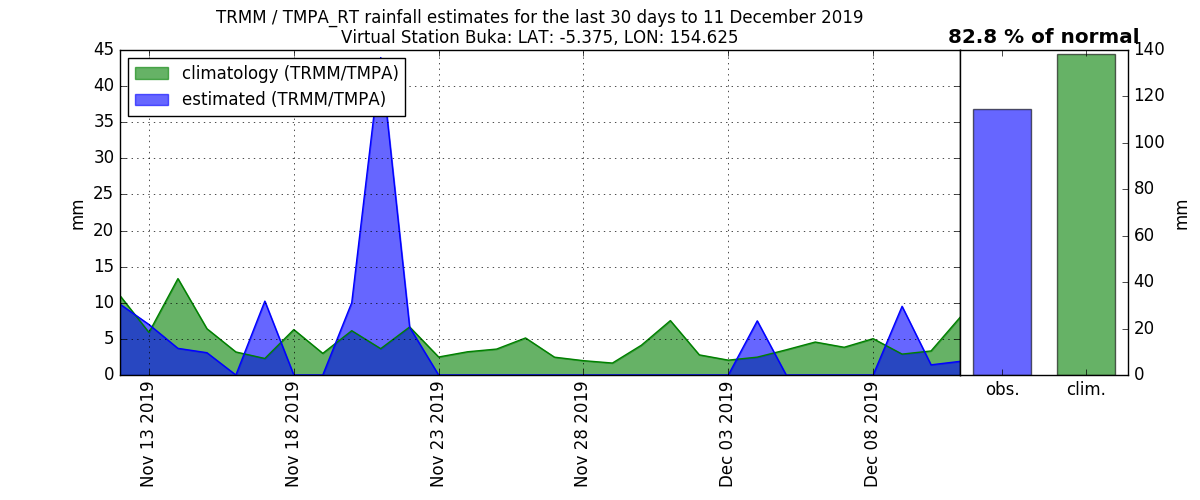 TRMM / TMPA_RT rainfall estimates for the last 30 days to 11 December 2019
Virtual Station Buka: LAT: -5.375, LON: 154.625
82.8 % of normal
climatology (TRMM/TMPA)
estimated (TRMM/TMPA)
mm
45
40
35
30
25
20
15
10
5
0
Nov 13 2019
Nov 18 2019
Nov 23 2019
Nov 28 2019
Dec 03 2019
Dec 08 2019
obs.
clim.
140
120
100
80
60
40
20
0
mm